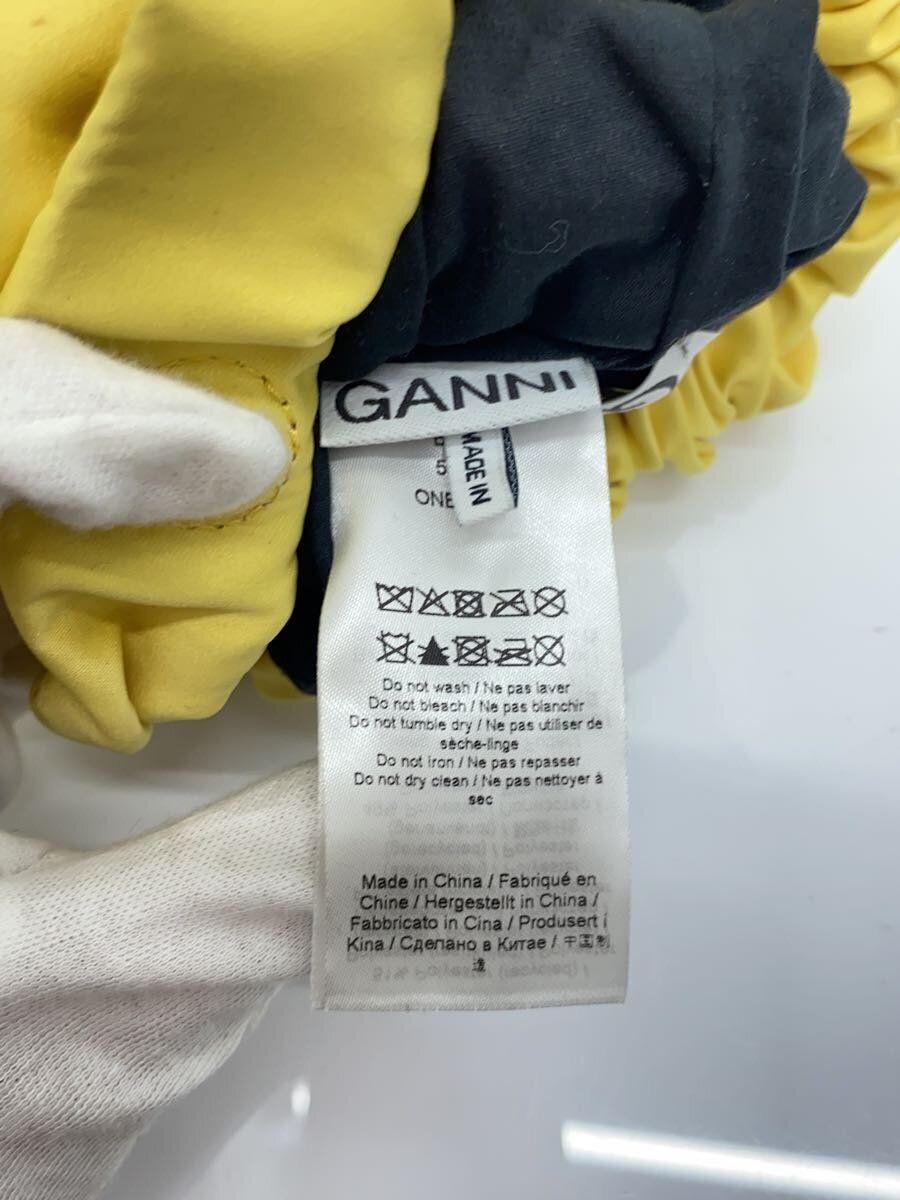 GANNI
5
MADE IN
ONE
Do not wash / Ne pas laver
Do not bleach / Ne pas blanchir
Do not tumble dry / Ne pas utiliser de
sèche-linge
Do not iron / Ne pas repasser
Do not dry clean / Ne pas nettoyer à
sec
Made in China / Fabriqué en
Chine / Hergestellt in China /
Fabbricato in Cina / Produsert i
Kina / Сделано в Китае / 中国制
造